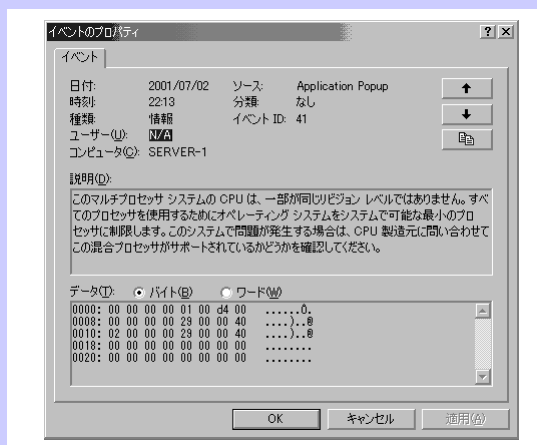 イベントのプロパティ
イベント
日付: 2001/07/02 ソース: Application Popup
時刻: 22:13 分類: なし
種類: 情報 イベント ID: 41
ユーザー(U): N/A
コンピュータ(C): SERVER-1
説明(D):
このマルチプロセッサ システムの CPU は、一部が同じリビジョン レベルではありません。すべ
てのプロセッサを使用するためにオペレーティング システムをシステムで可能な最小のプロ
セッサに制限します。このシステムで問題が発生する場合は、CPU 製造元に問い合わせて
この混合プロセッサがサポートされているかどうかを確認してください。
データ(T): バイト(B) ワード(W)
0000: 00 00 00 00 01 00 d4 00 ......Ô.
0008: 00 00 00 00 29 00 00 40 ....)..@
0010: 02 00 00 00 29 00 00 40 ....)..@
0018: 00 00 00 00 00 00 00 00 ........
0020: 00 00 00 00 00 00 00 00 ........
OK キャンセル 適用(A)